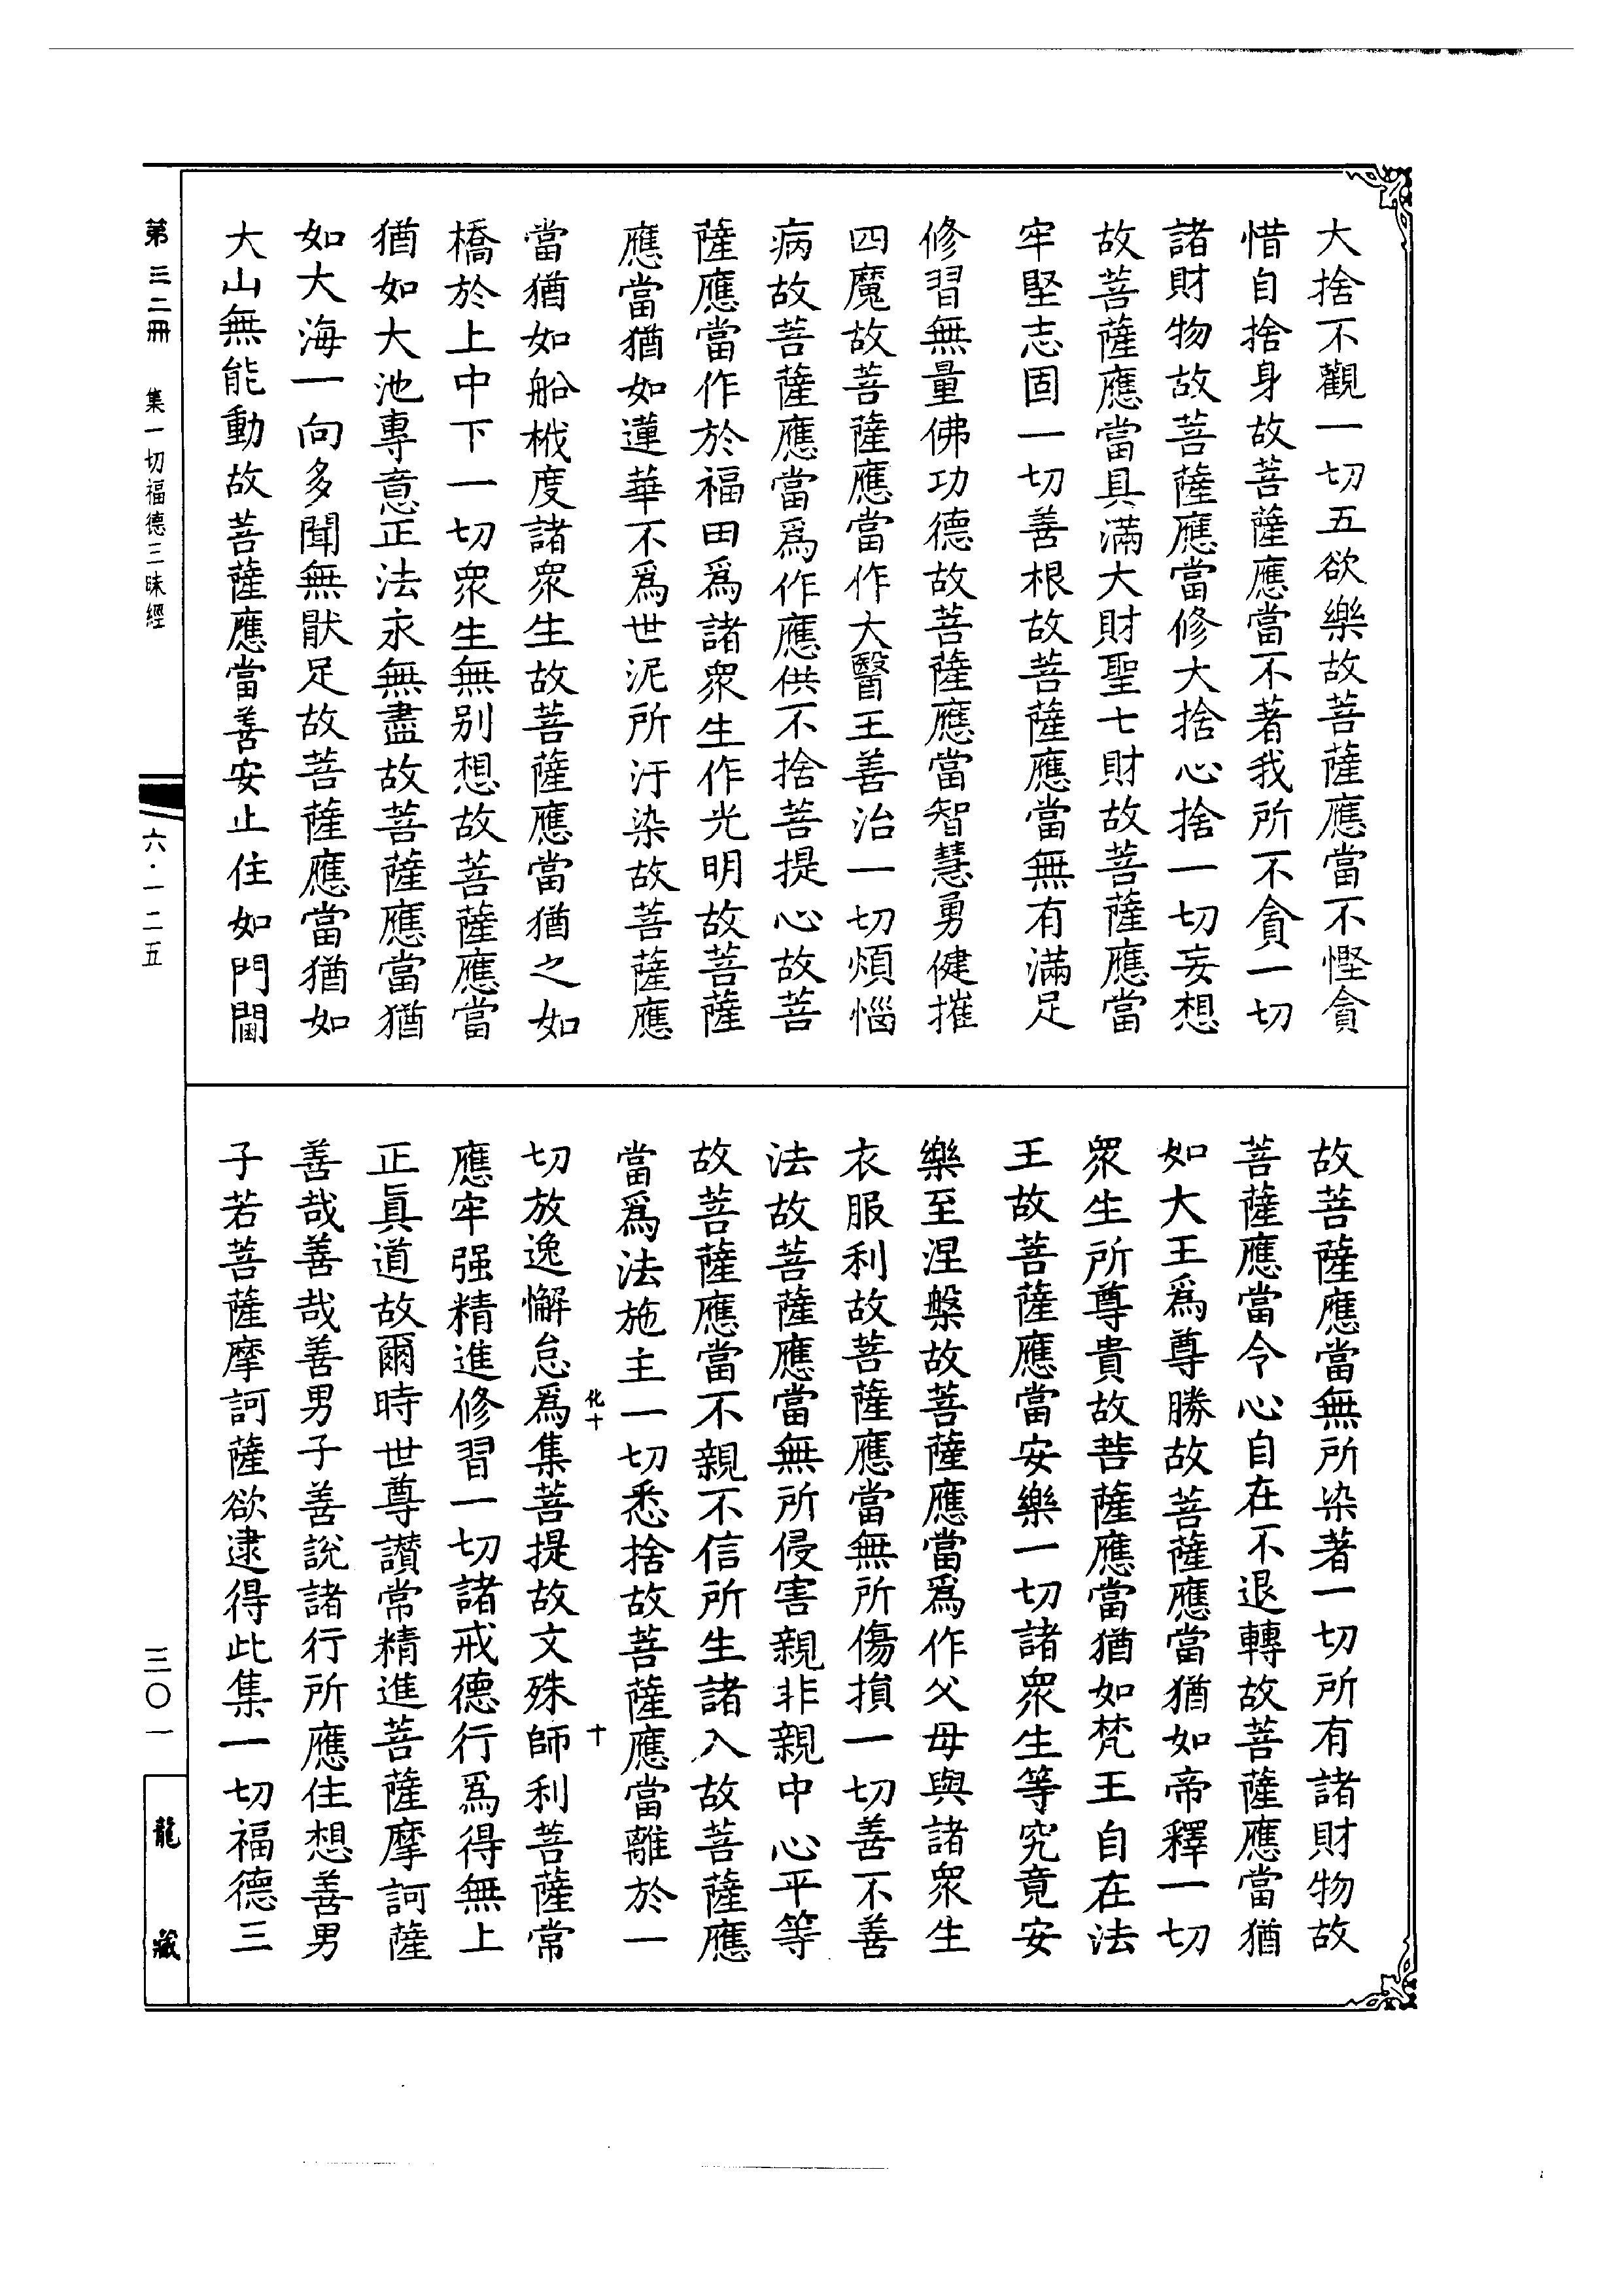 大捨不觀一切五欲樂故菩薩應當不慳貪
惜自捨身故菩薩應當不著我所不貪一切
諸財物故菩薩應當修大捨心捨一切妄想
故菩薩應當具滿大財聖七財故菩薩應當
牢堅志固一切善根故菩薩應當無有滿足
修習無量佛功德故菩薩應當智慧勇健摧
四魔故菩薩應當作大醫王善治一切煩惱
病故菩薩應當爲作應供不捨菩提心故菩
薩應當作於福田爲諸衆生作光明故菩薩
應當猶如蓮華不爲世泥所汙染故菩薩應
當猶如船栰度諸衆生故菩薩應當猶之如
橋於上中下一切衆生無别想故菩薩應當
猶如大池專意正法永無盡故菩薩應當猶
如大海一向多聞無猒足故菩薩應當猶如
大山無能動故菩薩應當善安止住如門閫
故菩薩應當無所染著一切所有諸財物故
菩薩應當令心自在不退轉故菩薩應當猶
如大王爲尊勝故菩薩應當猶如帝釋一切
衆生所尊貴故菩薩應當猶如梵王自在法
王故菩薩應當安樂一切諸衆生等究竟安
樂至涅槃故菩薩應當爲作父母與諸衆生
衣服利故菩薩應當無所傷損一切善不善
法故菩薩應當無所侵害親非親中心平等
故菩薩應當不親不信所生諸入故菩薩應
當爲法施主一切悉捨故菩薩應當離於一
化十
十
切放逸懈怠爲集菩提故文殊師利菩薩常
應牢强精進修習一切諸戒德行爲得無上
正眞道故爾時世尊讃常精進菩薩摩訶薩
善哉善哉善男子善說諸行所應住想善男
子若菩薩摩訶薩欲逮得此集一切福德三
第三二冊
集一切福德三昧經
六·一二五
三〇一
龍藏